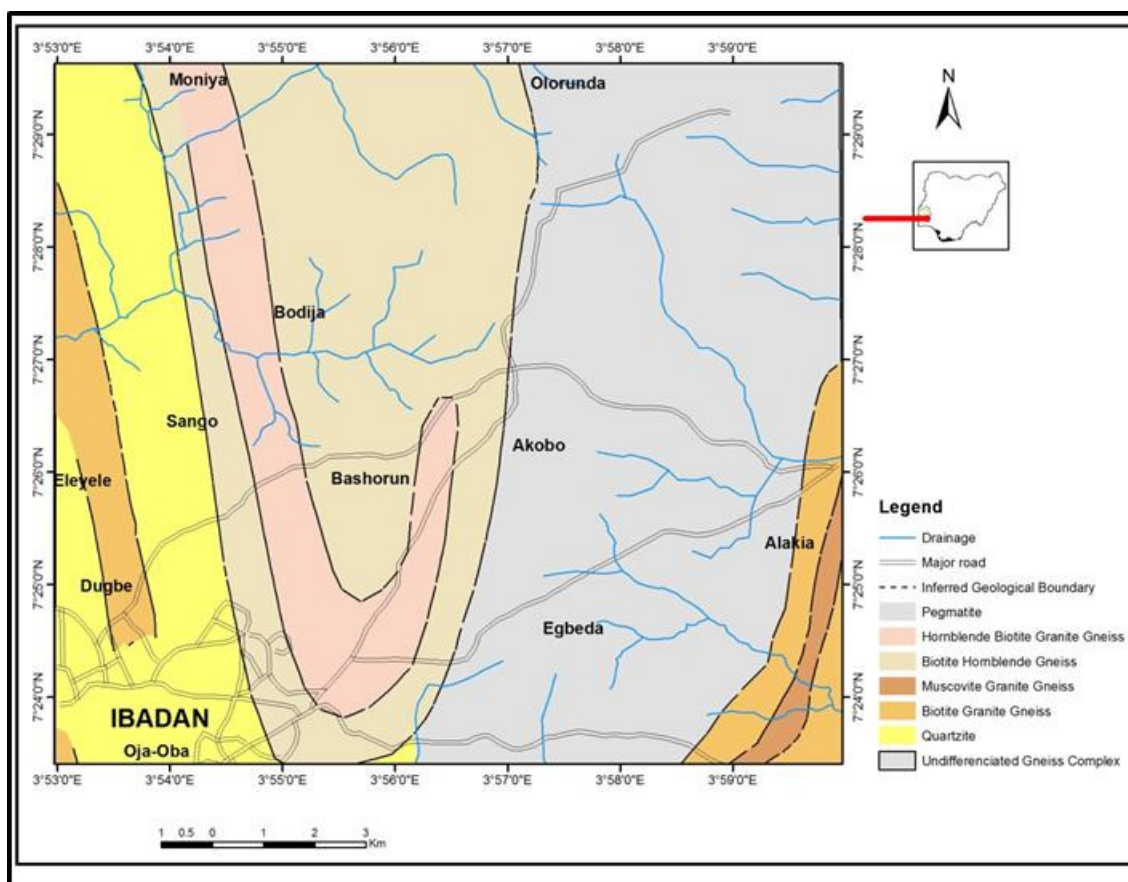 3°53'0"E 3°54'0"E 3°55'0"E 3°56'0"E 3°57'0"E 3°58'0"E 3°59'0"E
Moniya
Olorunda
N
7°29'0"N 7°29'0"N
7°28'0"N 7°28'0"N
Bodija
7°27'0"N 7°27'0"N
Sango
Akobo
7°26'0"N 7°26'0"N
Bashorun
Eleyele
Alakia
7°25'0"N 7°25'0"N
Dugbe
Egbeda
7°24'0"N 7°24'0"N
IBADAN
Oja-Oba
3°53'0"E 3°54'0"E 3°55'0"E 3°56'0"E 3°57'0"E 3°58'0"E 3°59'0"E
Legend
Drainage
Major road
Inferred Geological Boundary
Pegmatite
Hornblende Biotite Granite Gneiss
Biotite Hornblende Gneiss
Muscovite Granite Gneiss
Biotite Granite Gneiss
Quartzite
Undifferenciated Gneiss Complex
1 0.5 0 1 2 3
Km